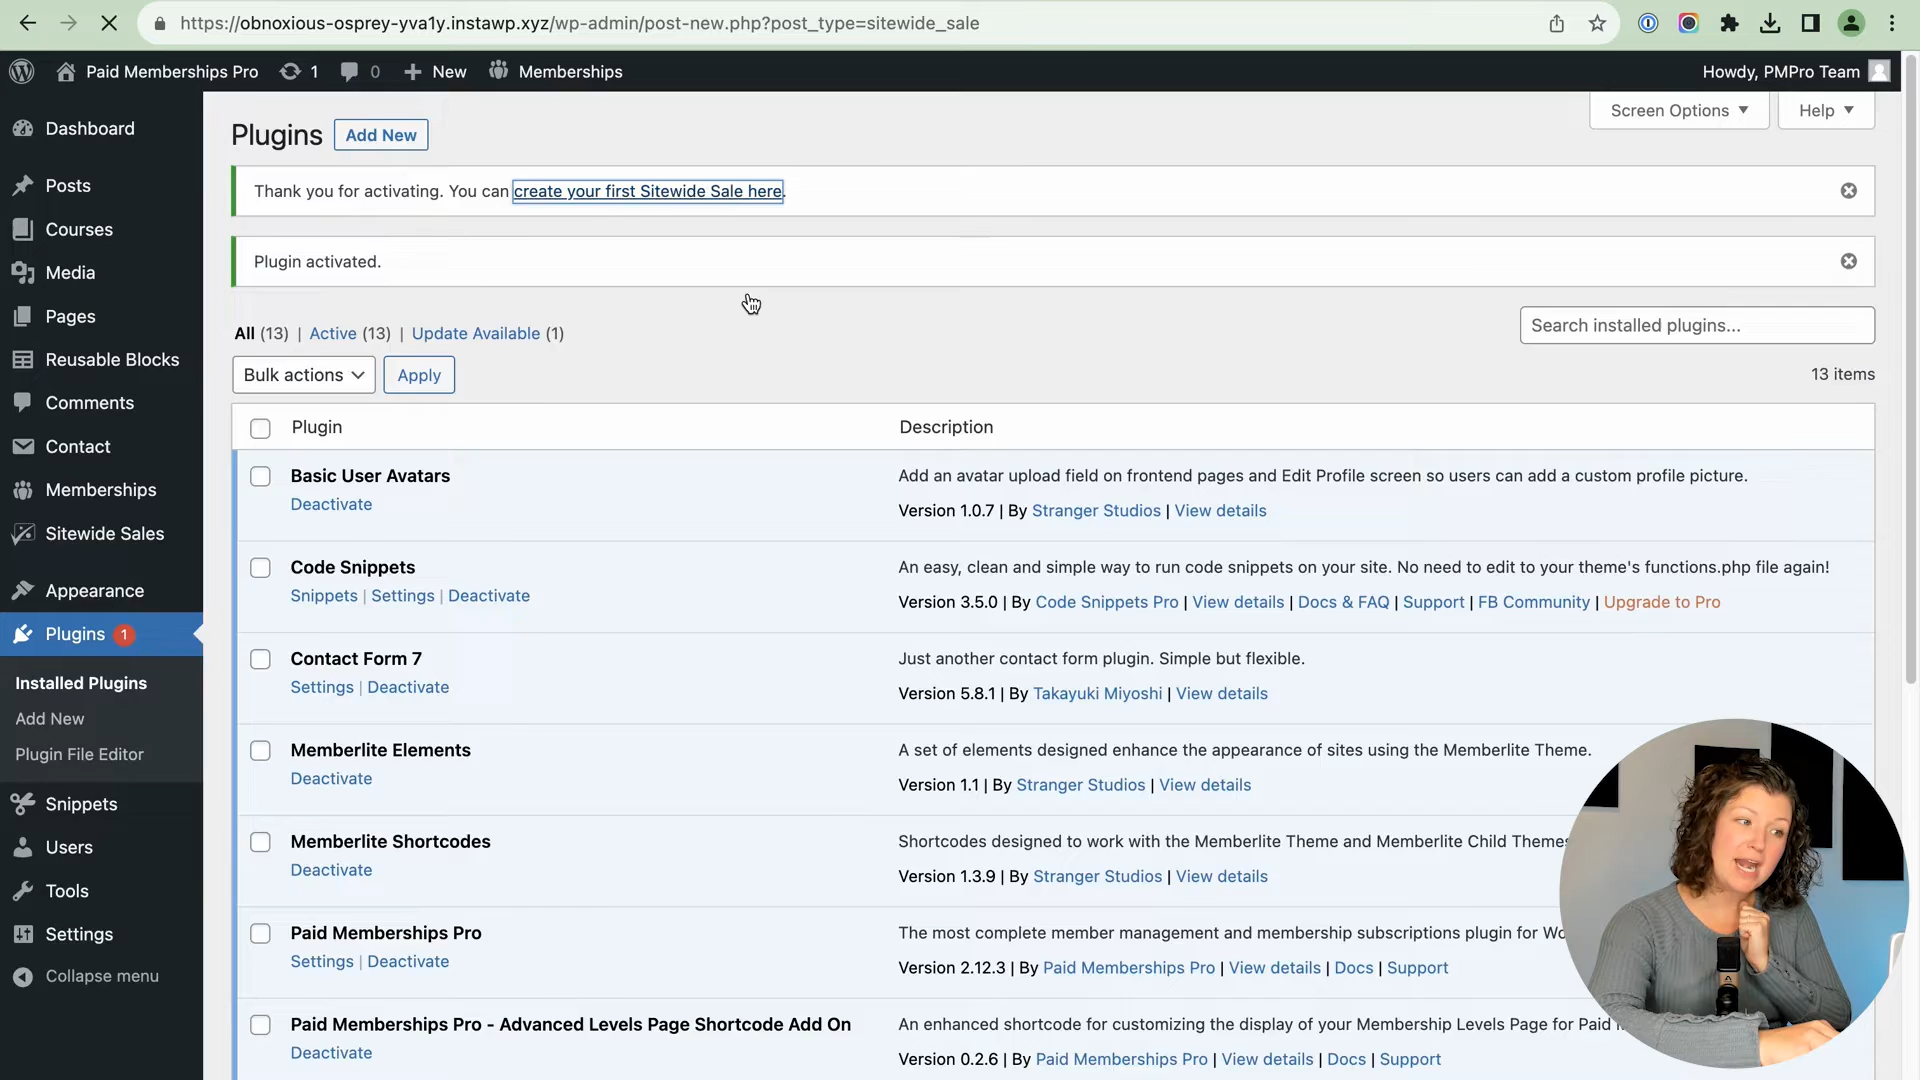 https://obnoxious-osprey-yva1y.instawp.xyz/wp-admin/post-new.php?post_type=sitewide_sale
Paid Memberships Pro 1 0 New Memberships Howdy, PMPro Team
Screen Options Help
Dashboard
Posts
Courses
Media
Pages
Reusable Blocks
Comments
Contact
Memberships
Sitewide Sales
Appearance
Plugins 1
Installed Plugins
Add New
Plugin File Editor
Snippets
Users
Tools
Settings
Collapse menu
Plugins Add New
Thank you for activating. You can create your first Sitewide Sale here.
Plugin activated.
All (13) | Active (13) | Update Available (1)
Search installed plugins...
Bulk actions Apply
13 items
Plugin Description
Basic User Avatars
Deactivate
Add an avatar upload field on frontend pages and Edit Profile screen so users can add a custom profile picture.
Version 1.0.7 | By Stranger Studios | View details
Code Snippets
Snippets | Settings | Deactivate
An easy, clean and simple way to run code snippets on your site. No need to edit to your theme's functions.php file again!
Version 3.5.0 | By Code Snippets Pro | View details | Docs & FAQ | Support | FB Community | Upgrade to Pro
Contact Form 7
Settings | Deactivate
Just another contact form plugin. Simple but flexible.
Version 5.8.1 | By Takayuki Miyoshi | View details
Memberlite Elements
Deactivate
A set of elements designed enhance the appearance of sites using the Memberlite Theme.
Version 1.1 | By Stranger Studios | View details
Memberlite Shortcodes
Deactivate
Shortcodes designed to work with the Memberlite Theme and Memberlite Child Themes
Version 1.3.9 | By Stranger Studios | View details
Paid Memberships Pro
Settings | Deactivate
The most complete member management and membership subscriptions plugin for
Version 2.12.3 | By Paid Memberships Pro | View details | Docs | Support
Paid Memberships Pro - Advanced Levels Page Shortcode Add On
Deactivate
An enhanced shortcode for customizing the display of your Membership Levels Page for Paid
Version 0.2.6 | By Paid Memberships Pro | View details | Docs | Support